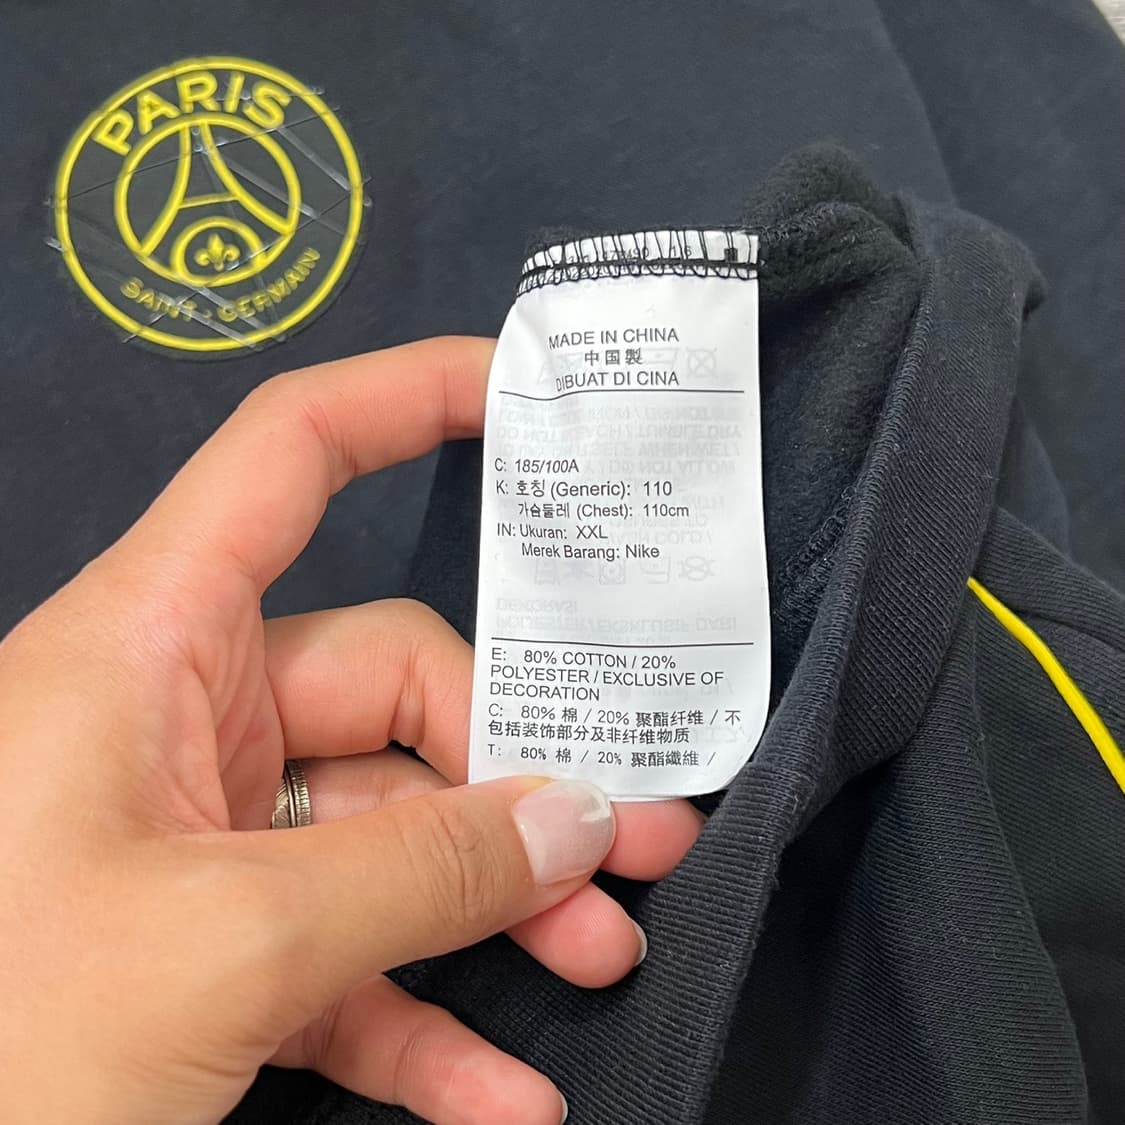 PARIS
SAINT-GERMAIN
MADE IN CHINA
中国製
DIBUAT DI CINA
C: 185/100A
K: 호칭 (Generic): 110
가슴둘레 (Chest): 110cm
IN: Ukuran: XXL
Merek Barang: Nike
E: 80% COTTON / 20%
POLYESTER / EXCLUSIVE OF
DECORATION
C: 80% 棉 / 20% 聚酯纤维 / 不
包括装饰部分及非纤维物质
T: 80% 棉 / 20% 聚酯纖維 /